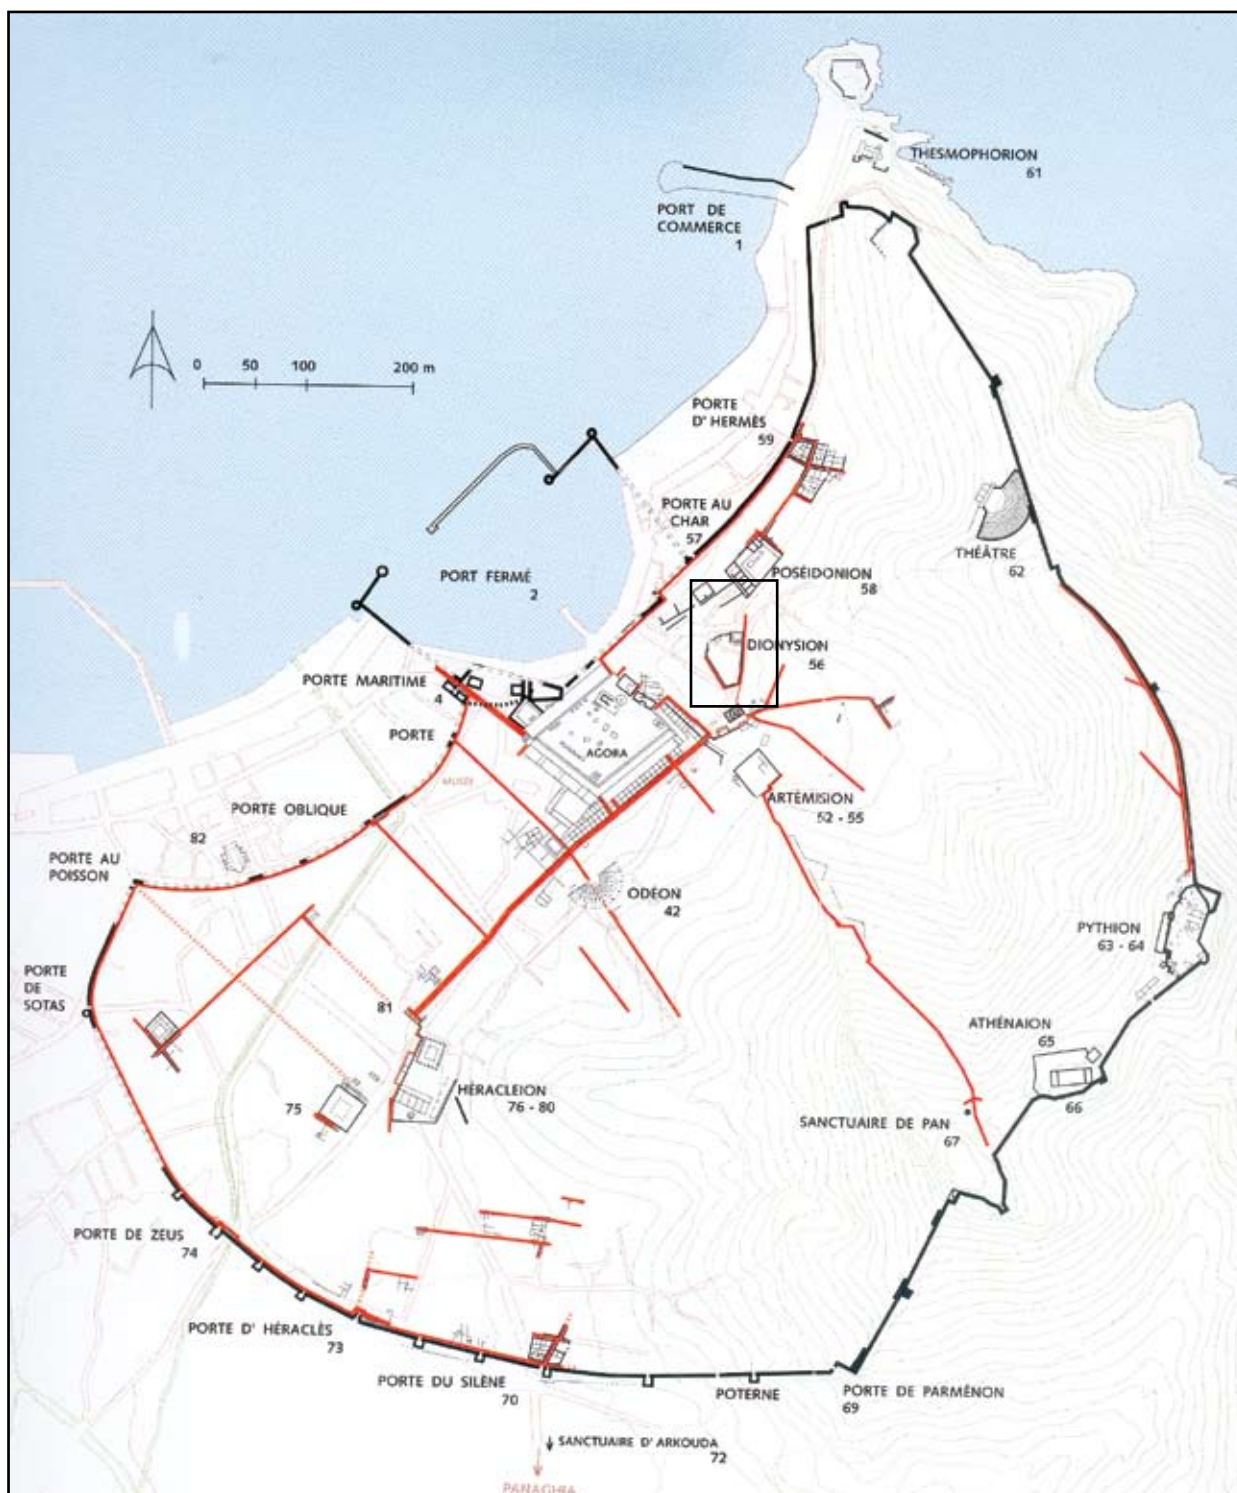 THESMOPHORION
61
PORT DE
COMMERCE
1
0 50 100 200 m
PORTE
D'HERMÈS
59
PORTE AU
CHAR
57
THÉÂTRE
62
PORT FERMÉ
2
POSÉIDONION
58
DIONYSION
56
PORTE MARITIME
4
PORTE
AGORA
MUSÉE
ARTÉMISION
52 - 55
PORTE OBLIQUE
82
PORTE AU
POISSON
ODÉON
42
PYTHION
63 - 64
PORTE
DE
SOTAS
81
ATHÉNAION
65
66
HÉRACLEION
76 - 80
75
SANCTUAIRE DE PAN
67
PORTE DE ZEUS
74
PORTE D' HÉRACLÈS
73
PORTE DU SILÈNE
70
POTERNE
PORTE DE PARMÉNON
69
SANCTUAIRE D'ARKOUDA
72
PANAGHIA